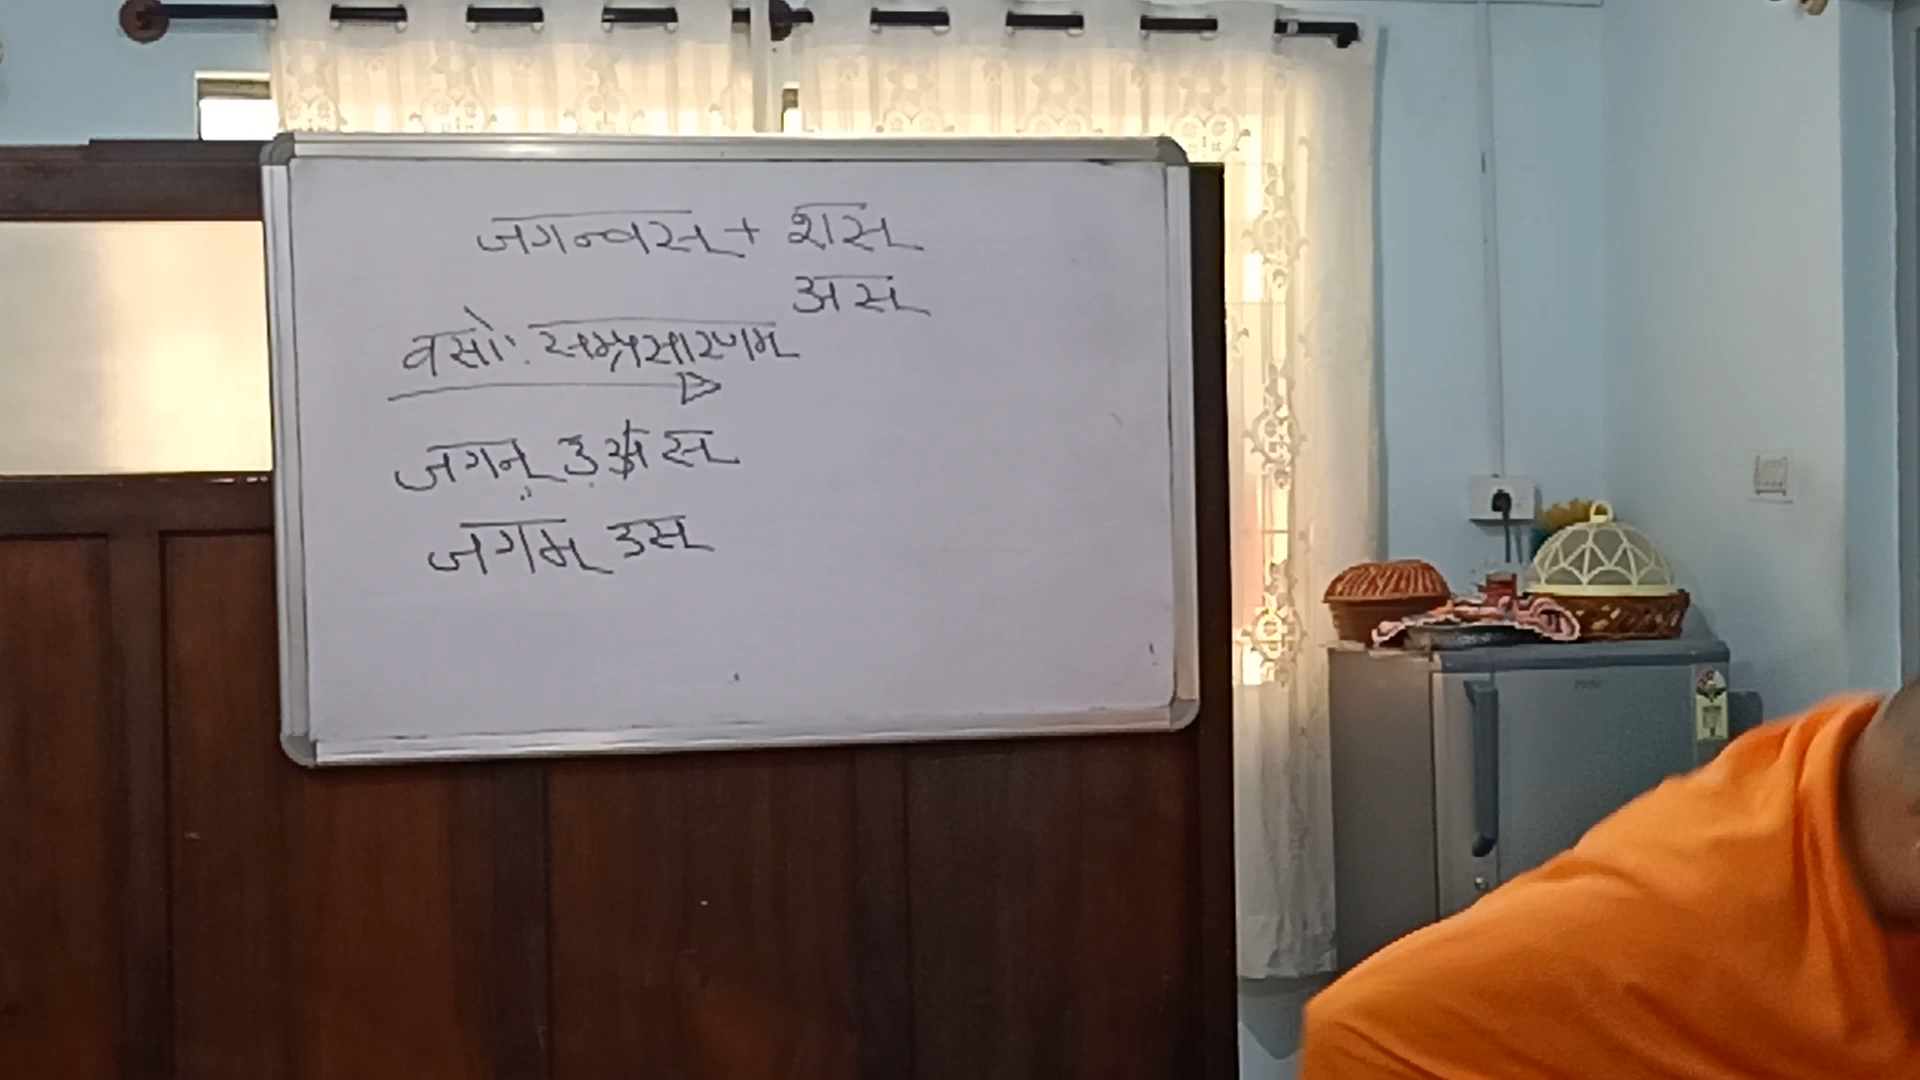 जगन्वस् + शस्
अस्
वसोः सम्प्रसारणम्
जगन् उ अ स्
जगम् उस्